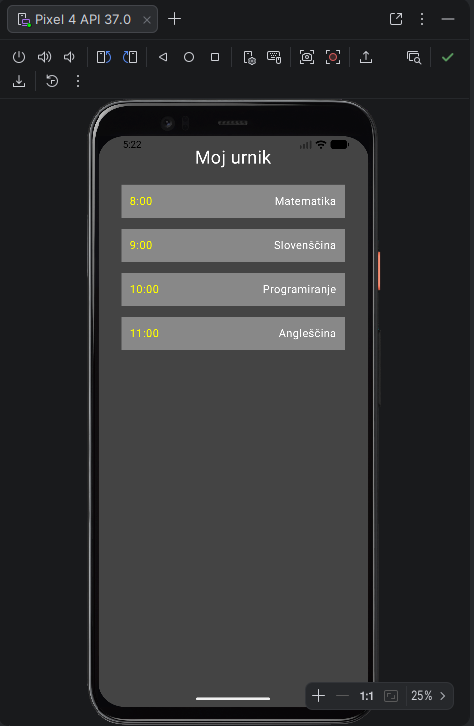 Pixel 4 API 37.0
5:22
Moj urnik
8:00 Matematika
9:00 Slovenščina
10:00 Programiranje
11:00 Angleščina
1:1 25%